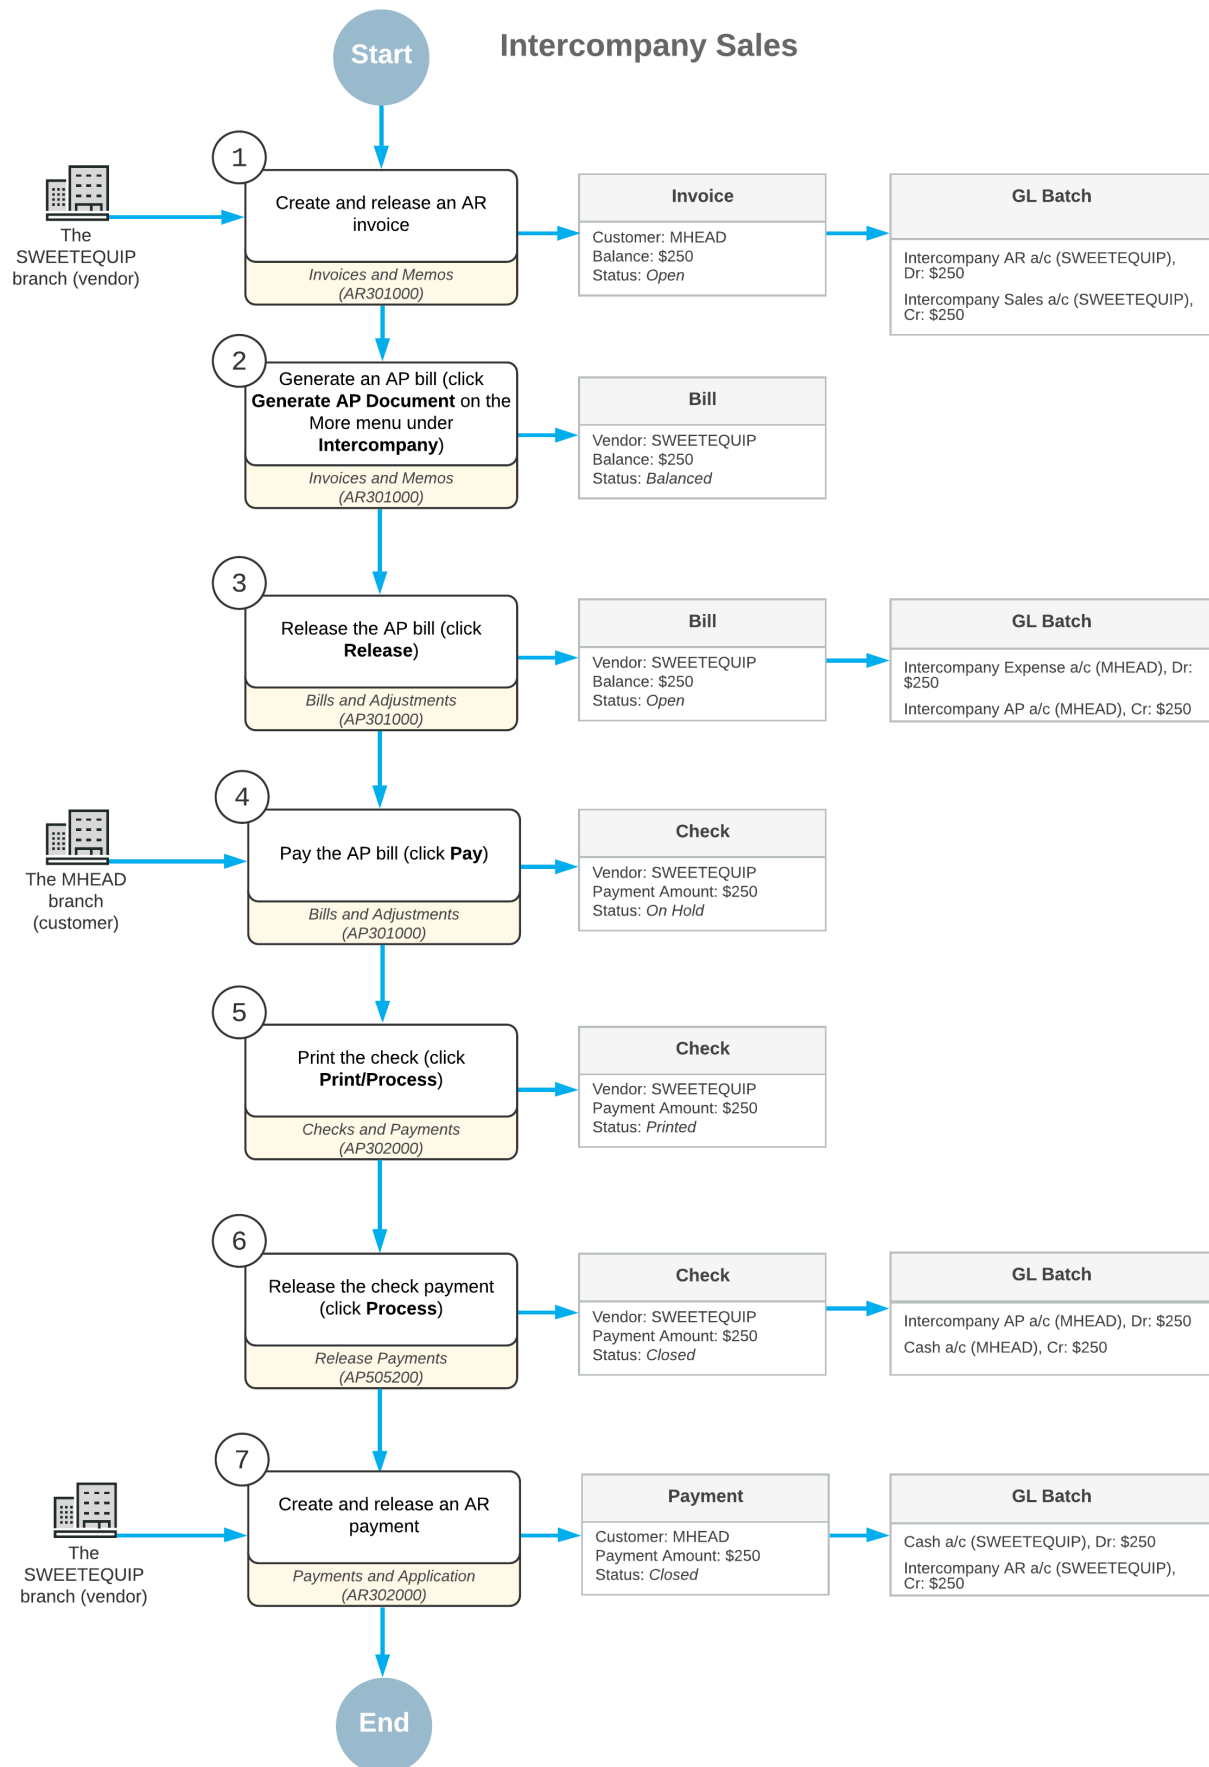 Start
Intercompany Sales
1
The
SWEETEQUIP
branch (vendor)
Create and release an AR
invoice
Invoices and Memos
(AR301000)
Invoice
Customer: MHEAD
Balance: $250
Status: Open
GL Batch
Intercompany AR a/c (SWEETEQUIP),
Dr: $250
Intercompany Sales a/c (SWEETEQUIP),
Cr: $250
2
Generate an AP bill (click
Generate AP Document on the
More menu under
Intercompany)
Invoices and Memos
(AR301000)
Bill
Vendor: SWEETEQUIP
Balance: $250
Status: Balanced
3
Release the AP bill (click
Release)
Bills and Adjustments
(AP301000)
Bill
Vendor: SWEETEQUIP
Balance: $250
Status: Open
GL Batch
Intercompany Expense a/c (MHEAD), Dr:
$250
Intercompany AP a/c (MHEAD), Cr: $250
4
The MHEAD
branch
(customer)
Pay the AP bill (click Pay)
Bills and Adjustments
(AP301000)
Check
Vendor: SWEETEQUIP
Payment Amount: $250
Status: On Hold
5
Print the check (click
Print/Process)
Checks and Payments
(AP302000)
Check
Vendor: SWEETEQUIP
Payment Amount: $250
Status: Printed
6
Release the check payment
(click Process)
Release Payments
(AP505200)
Check
Vendor: SWEETEQUIP
Payment Amount: $250
Status: Closed
GL Batch
Intercompany AP a/c (MHEAD), Dr: $250
Cash a/c (MHEAD), Cr: $250
7
The
SWEETEQUIP
branch (vendor)
Create and release an AR
payment
Payments and Application
(AR302000)
Payment
Customer: MHEAD
Payment Amount: $250
Status: Closed
GL Batch
Cash a/c (SWEETEQUIP), Dr: $250
Intercompany AR a/c (SWEETEQUIP),
Cr: $250
End